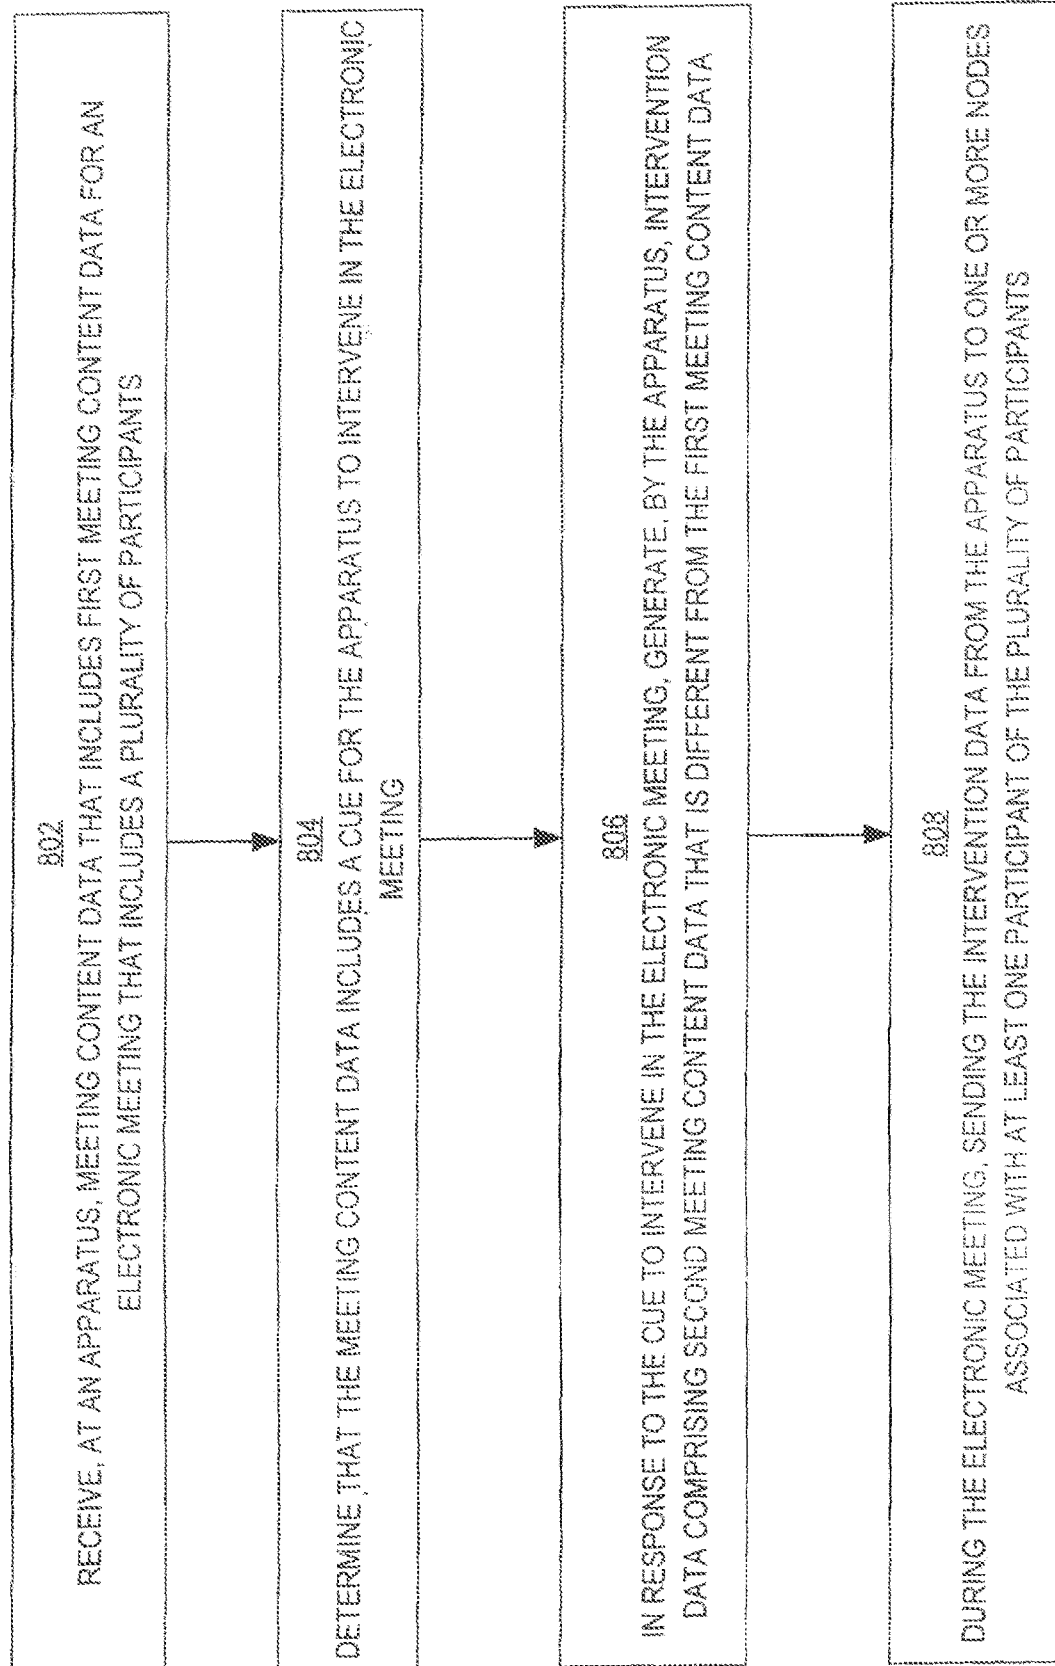 802
RECEIVE, AT AN APPARATUS, MEETING CONTENT DATA THAT INCLUDES FIRST MEETING CONTENT DATA FOR AN
ELECTRONIC MEETING THAT INCLUDES A PLURALITY OF PARTICIPANTS
804
DETERMINE THAT THE MEETING CONTENT DATA INCLUDES A CUE FOR THE APPARATUS TO INTERVENE IN THE ELECTRONIC
MEETING
806
IN RESPONSE TO THE CUE TO INTERVENE IN THE ELECTRONIC MEETING, GENERATE, BY THE APPARATUS, INTERVENTION
DATA COMPRISING SECOND MEETING CONTENT DATA THAT IS DIFFERENT FROM THE FIRST MEETING CONTENT DATA
808
DURING THE ELECTRONIC MEETING, SENDING THE INTERVENTION DATA FROM THE APPARATUS TO ONE OR MORE NODES
ASSOCIATED WITH AT LEAST ONE PARTICIPANT OF THE PLURALITY OF PARTICIPANTS